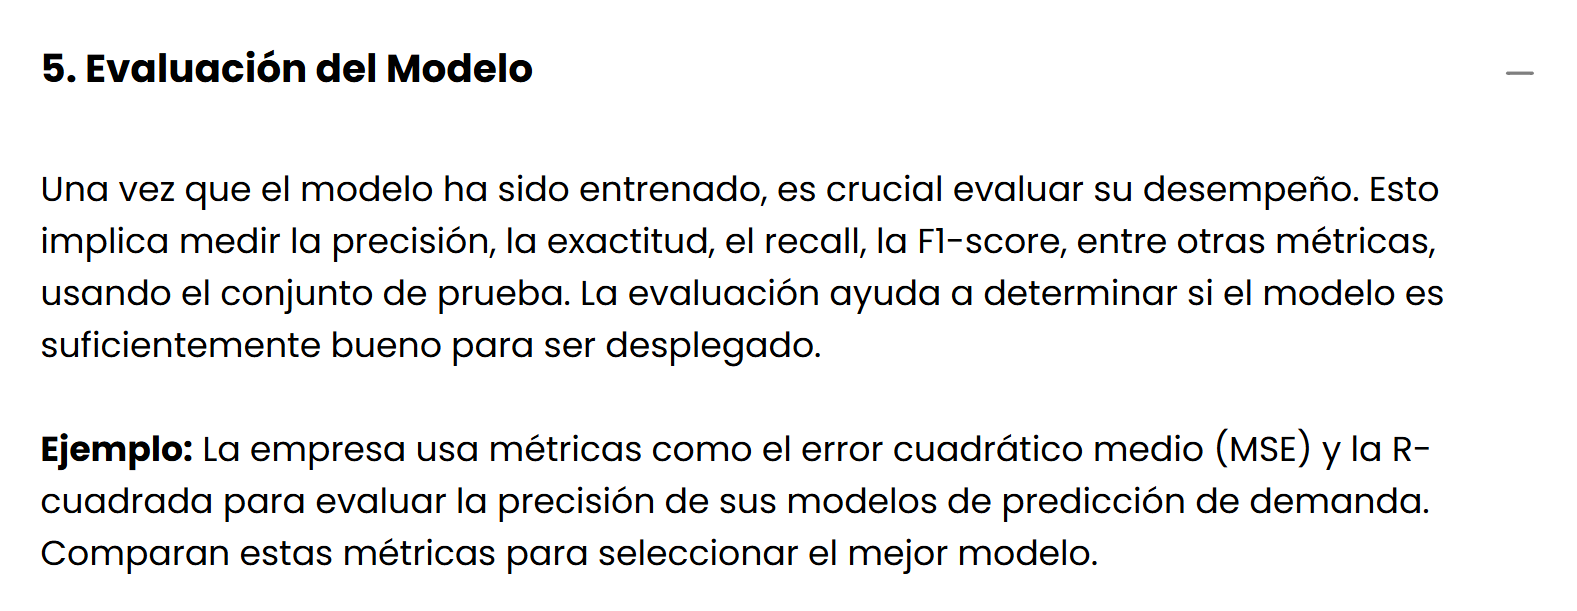 5. Evaluación del Modelo
Una vez que el modelo ha sido entrenado, es crucial evaluar su desempeño. Esto
implica medir la precisión, la exactitud, el recall, la F1-score, entre otras métricas,
usando el conjunto de prueba. La evaluación ayuda a determinar si el modelo es
suficientemente bueno para ser desplegado.
Ejemplo: La empresa usa métricas como el error cuadrático medio (MSE) y la R-
cuadrada para evaluar la precisión de sus modelos de predicción de demanda.
Comparan estas métricas para seleccionar el mejor modelo.